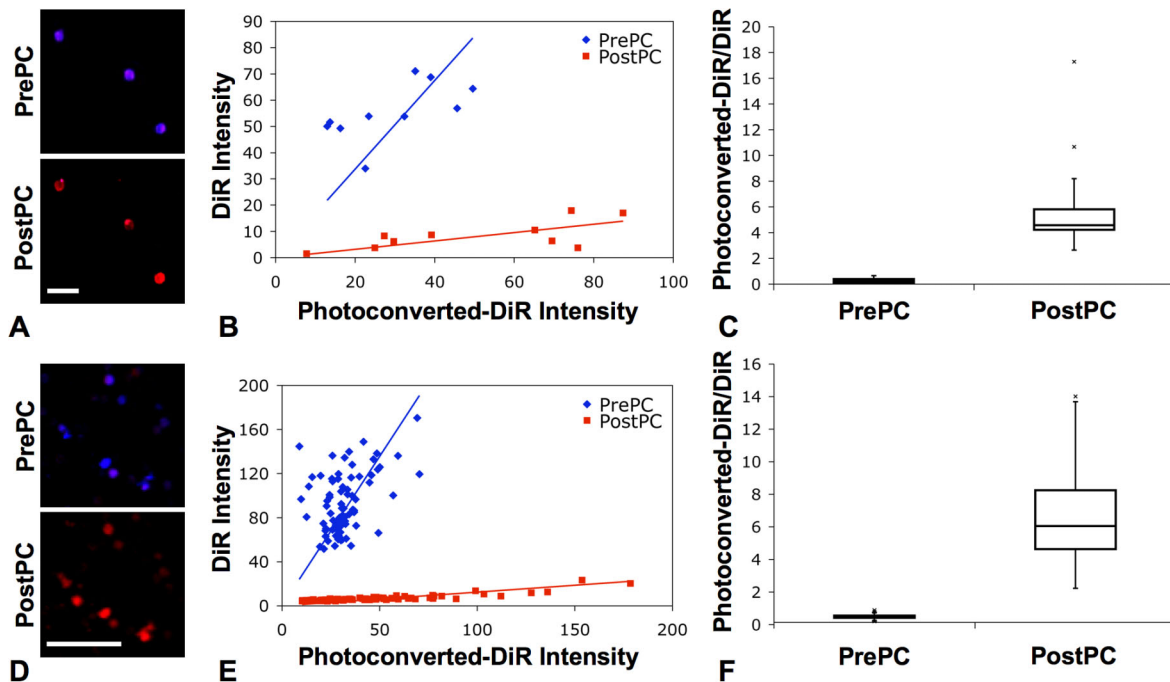 PrePC
PostPC
A
90
80
70
60
50
40
30
20
10
0
0 20 40 60 80 100
DiR Intensity
PrePC
PostPC
Photoconverted-DiR Intensity
B
20
18
16
14
12
10
8
6
4
2
0
Photoconverted-DiR/DiR
PrePC PostPC
C
PrePC
PostPC
D
200
160
120
80
40
0
0 50 100 150 200
DiR Intensity
PrePC
PostPC
Photoconverted-DiR Intensity
E
16
14
12
10
8
6
4
2
0
Photoconverted-DiR/DiR
PrePC PostPC
F